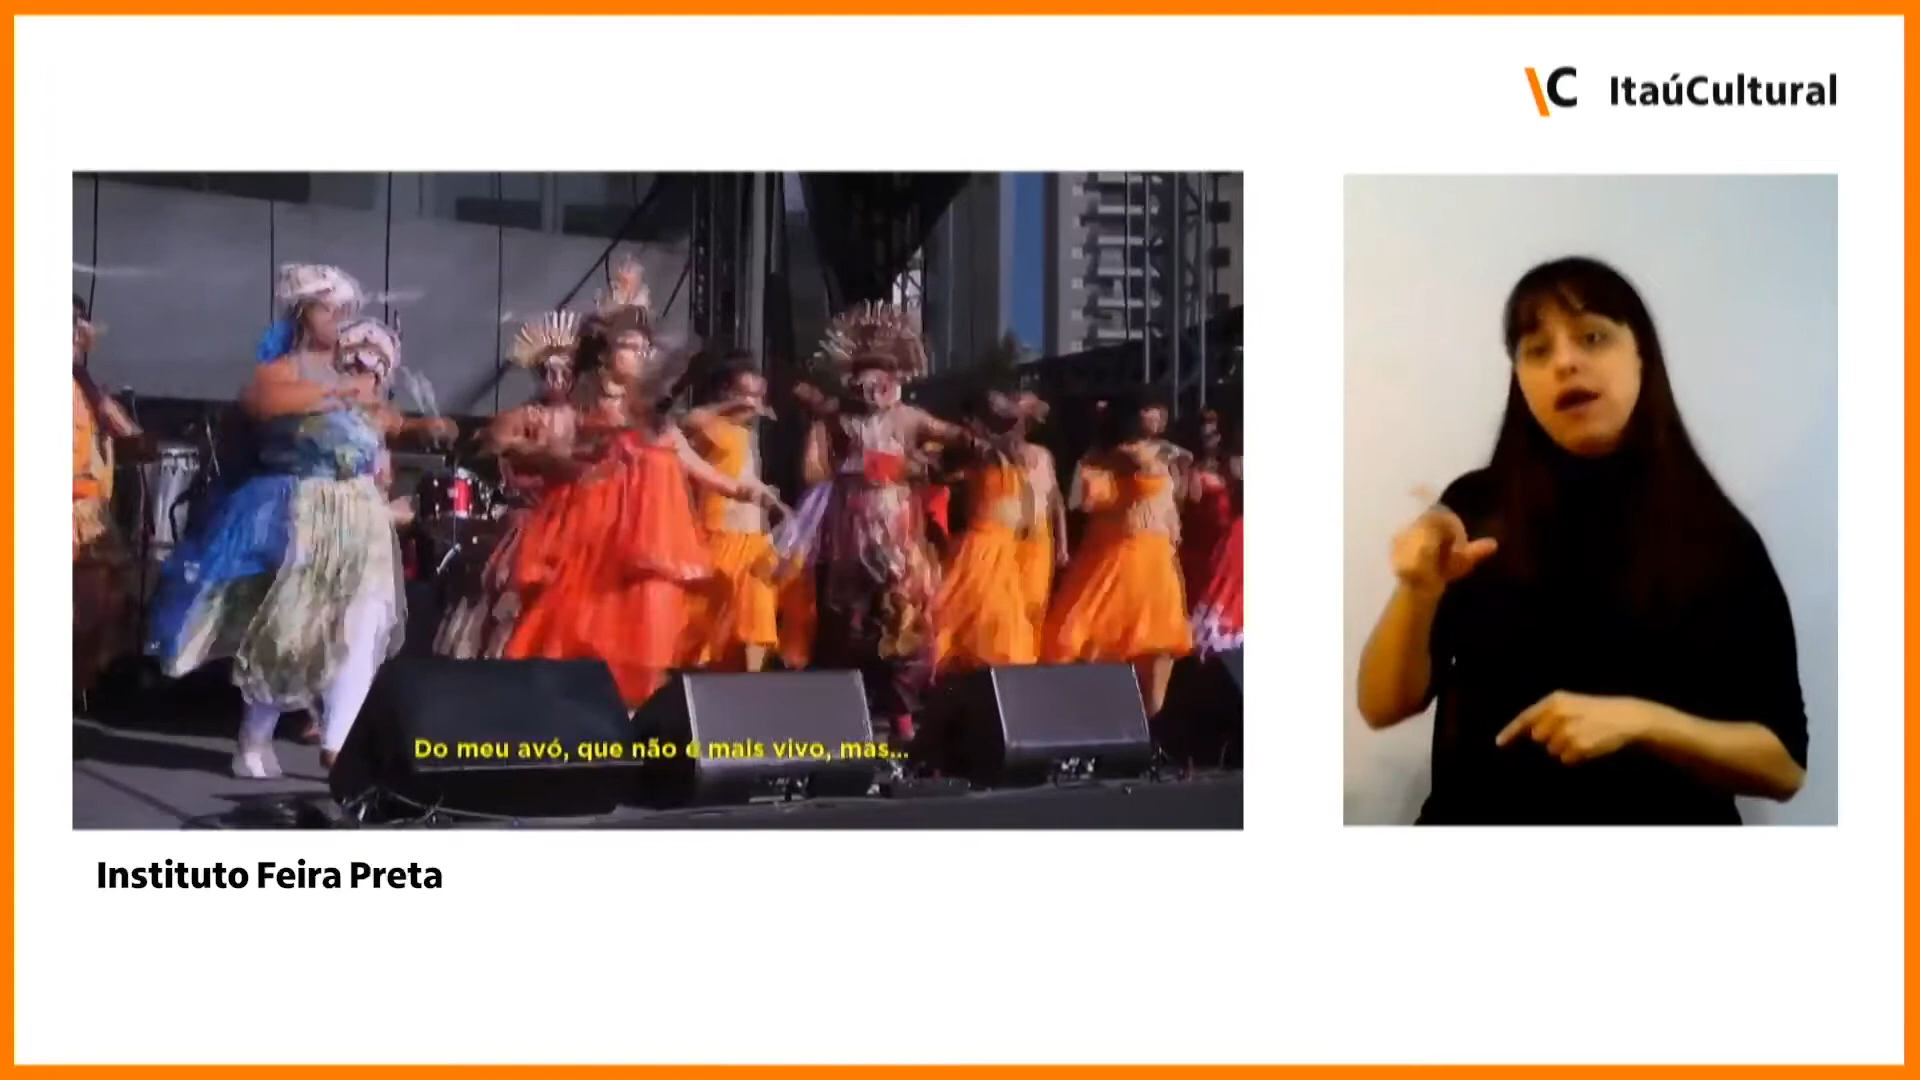 \C ItaúCultural
Do meu avó, que não é mais vivo, mas...
Instituto Feira Preta